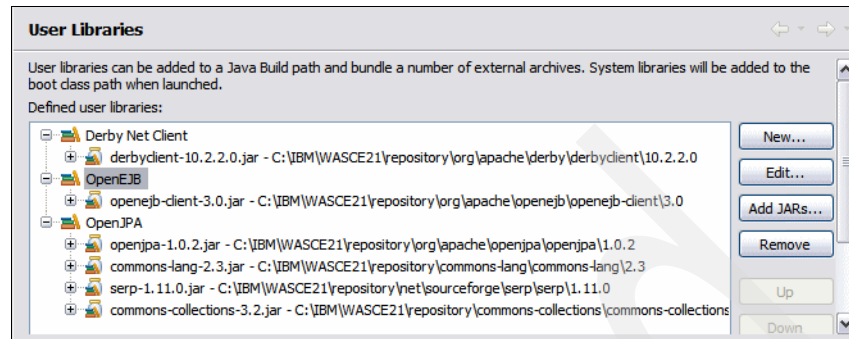 User Libraries
User libraries can be added to a Java Build path and bundle a number of external archives. System libraries will be added to the
boot class path when launched.
Defined user libraries:
Derby Net Client
derbyclient-10.2.2.0.jar - C:\IBM\WASCE21\repository\org\apache\derby\derbyclient\10.2.2.0
OpenEJB
openejb-client-3.0.jar - C:\IBM\WASCE21\repository\org\apache\openejb\openejb-client\3.0
OpenJPA
openjpa-1.0.2.jar - C:\IBM\WASCE21\repository\org\apache\openjpa\openjpa\1.0.2
commons-lang-2.3.jar - C:\IBM\WASCE21\repository\commons-lang\commons-lang\2.3
serp-1.11.0.jar - C:\IBM\WASCE21\repository\net\sourceforge\serp\serp\1.11.0
commons-collections-3.2.jar - C:\IBM\WASCE21\repository\commons-collections\commons-collections
New...
Edit...
Add JARs...
Remove
Up
Down